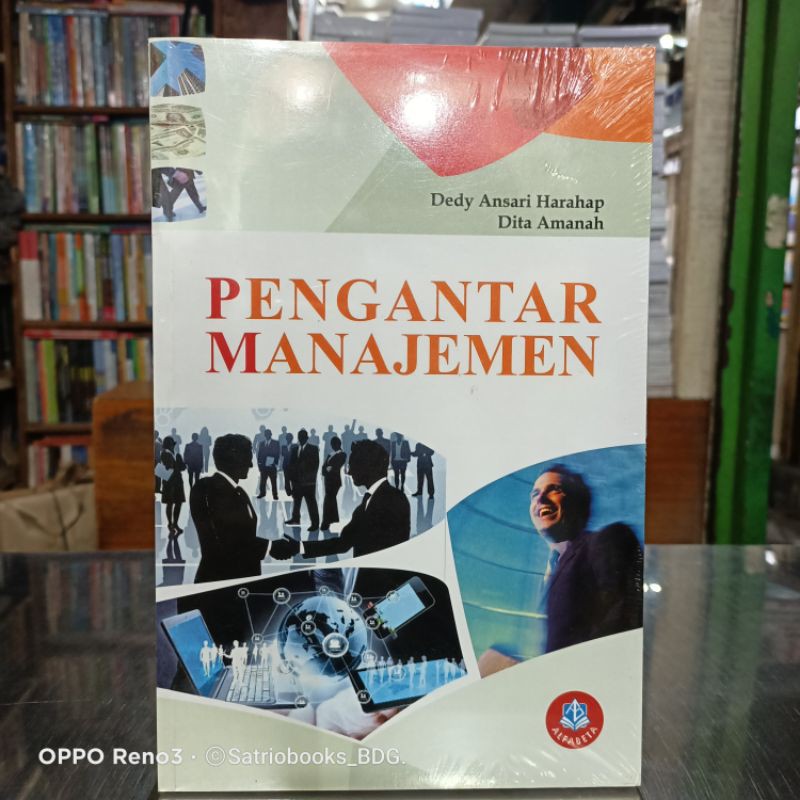 Dedy Ansari Harahap
Dita Amanah
PENGANTAR
MANAJEMEN
ALFABETA
OPPO Reno3 · ©Satriobooks_BDG.